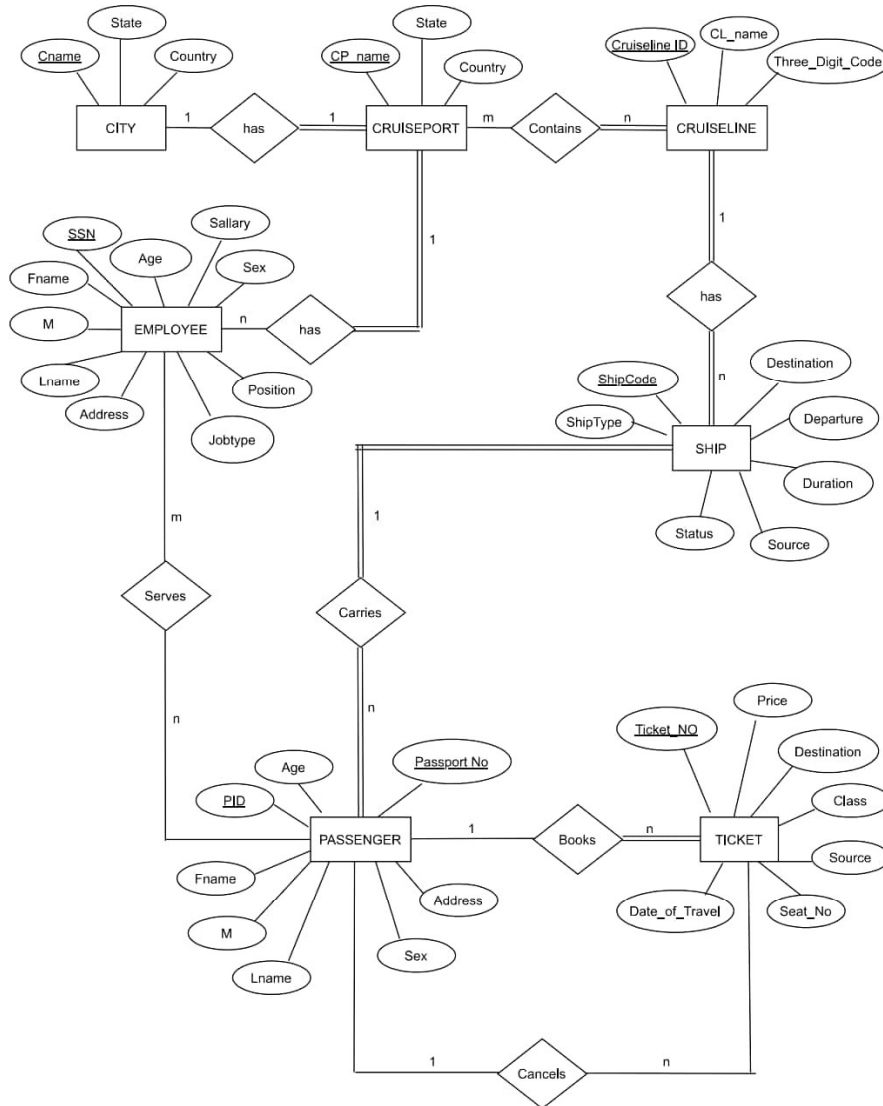 State
State
CL_name
Cruiseline ID
Cname
Country
CP_name
Country
Three_Digit_Code
CITY
1
has
1
CRUISEPORT
m
Contains
n
CRUISELINE
Sallary
SSN
1
1
Age
Sex
Fname
has
M
EMPLOYEE
n
has
Destination
ShipCode
n
Lname
Position
Address
ShipType
Departure
Jobtype
SHIP
Duration
1
m
Status
Source
Serves
Carries
n
n
Price
Ticket_NO
Age
Passport No
Destination
PID
Class
PASSENGER
1
Books
n
TICKET
Source
Fname
Address
Date_of_Travel
Seat_No
M
Sex
Lname
1
Cancels
n